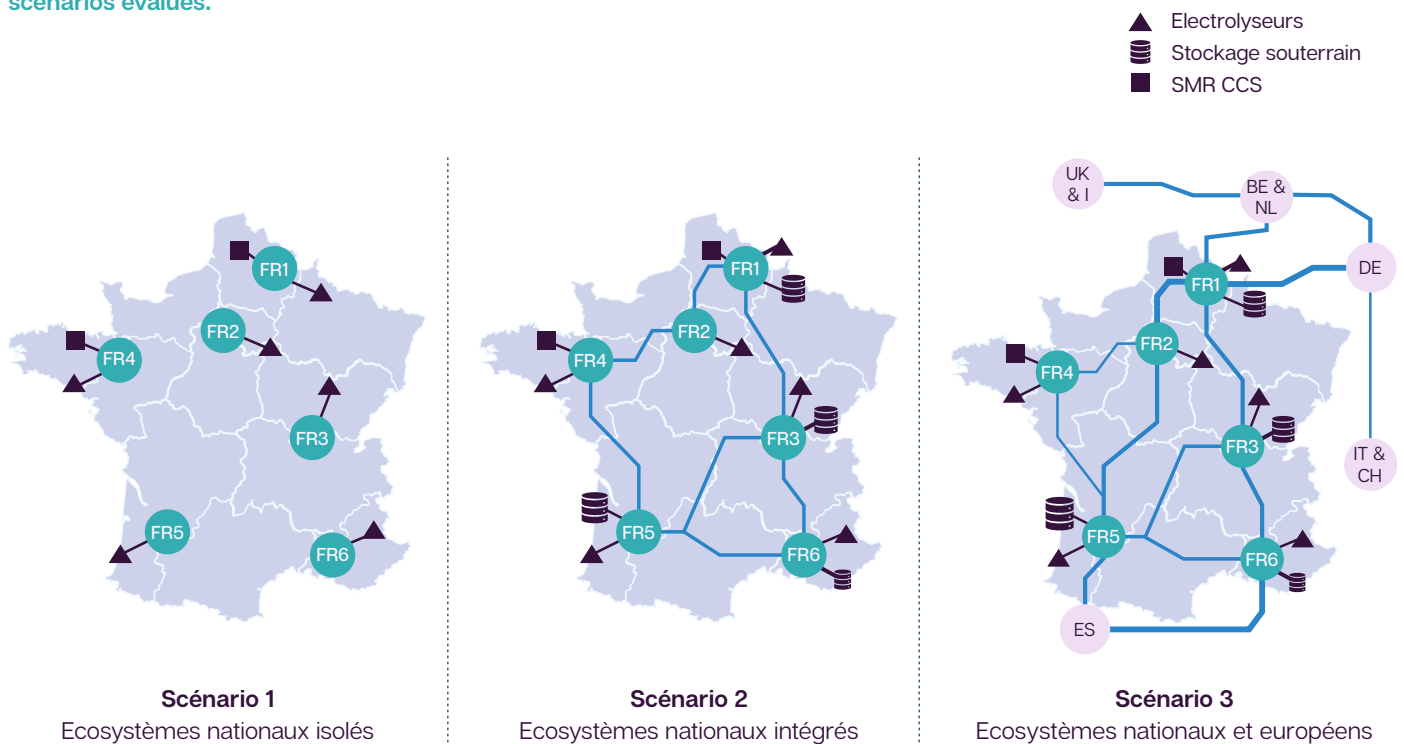 scénarios évalués.
Electrolyseurs
Stockage souterrain
SMR CCS
FR1
FR2
FR4
FR3
FR5
FR6
Scénario 1
Ecosystèmes nationaux isolés
FR1
FR2
FR4
FR3
FR5
FR6
Scénario 2
Ecosystèmes nationaux intégrés
UK
& I
BE &
NL
DE
FR1
FR2
FR4
FR3
IT &
CH
FR5
FR6
ES
Scénario 3
Ecosystèmes nationaux et européens